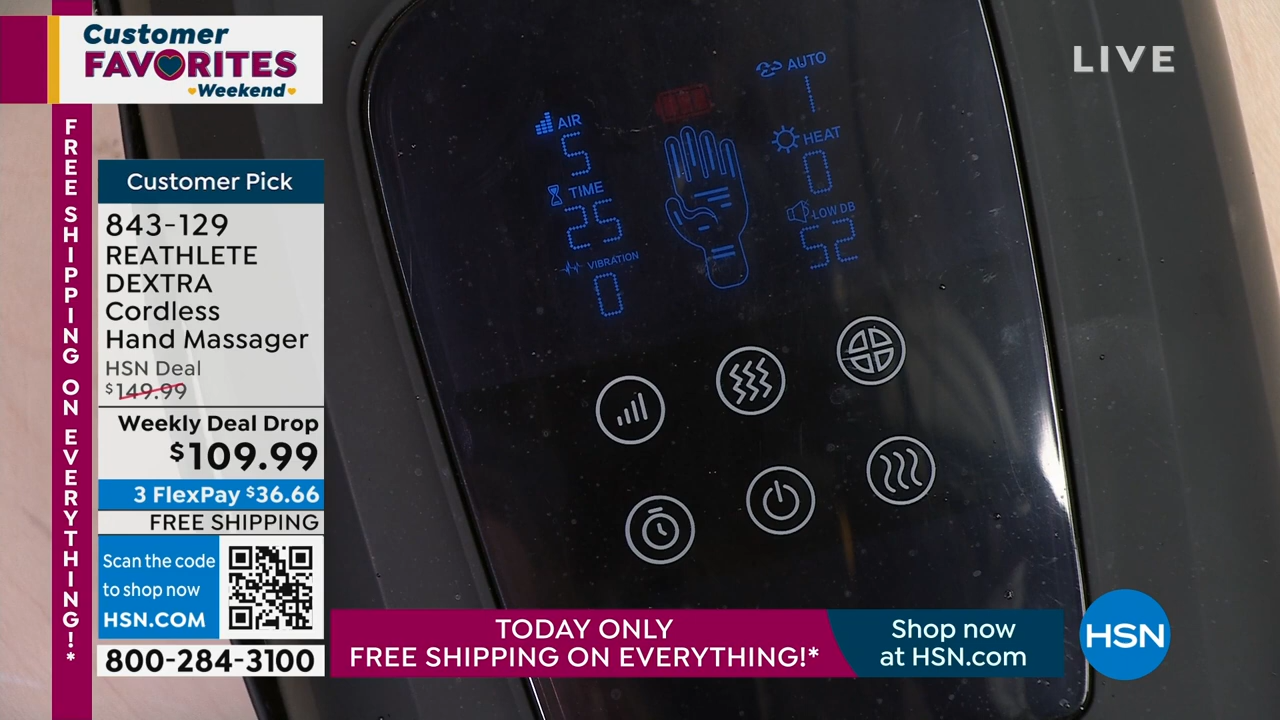 Customer
FAVORITES
Weekend
LIVE
FREE SHIPPING ON EVERYTHING!*
Customer Pick
843-129
REATHLETE
DEXTRA
Cordless
Hand Massager
HSN Deal
$149.99
Weekly Deal Drop
$109.99
3 FlexPay $36.66
FREE SHIPPING
Scan the code
to shop now
HSN.COM
800-284-3100
AIR
5
TIME
25
VIBRATION
0
AUTO
1
HEAT
0
LOW DB
52
TODAY ONLY
FREE SHIPPING ON EVERYTHING!*
Shop now
at HSN.com
HSN